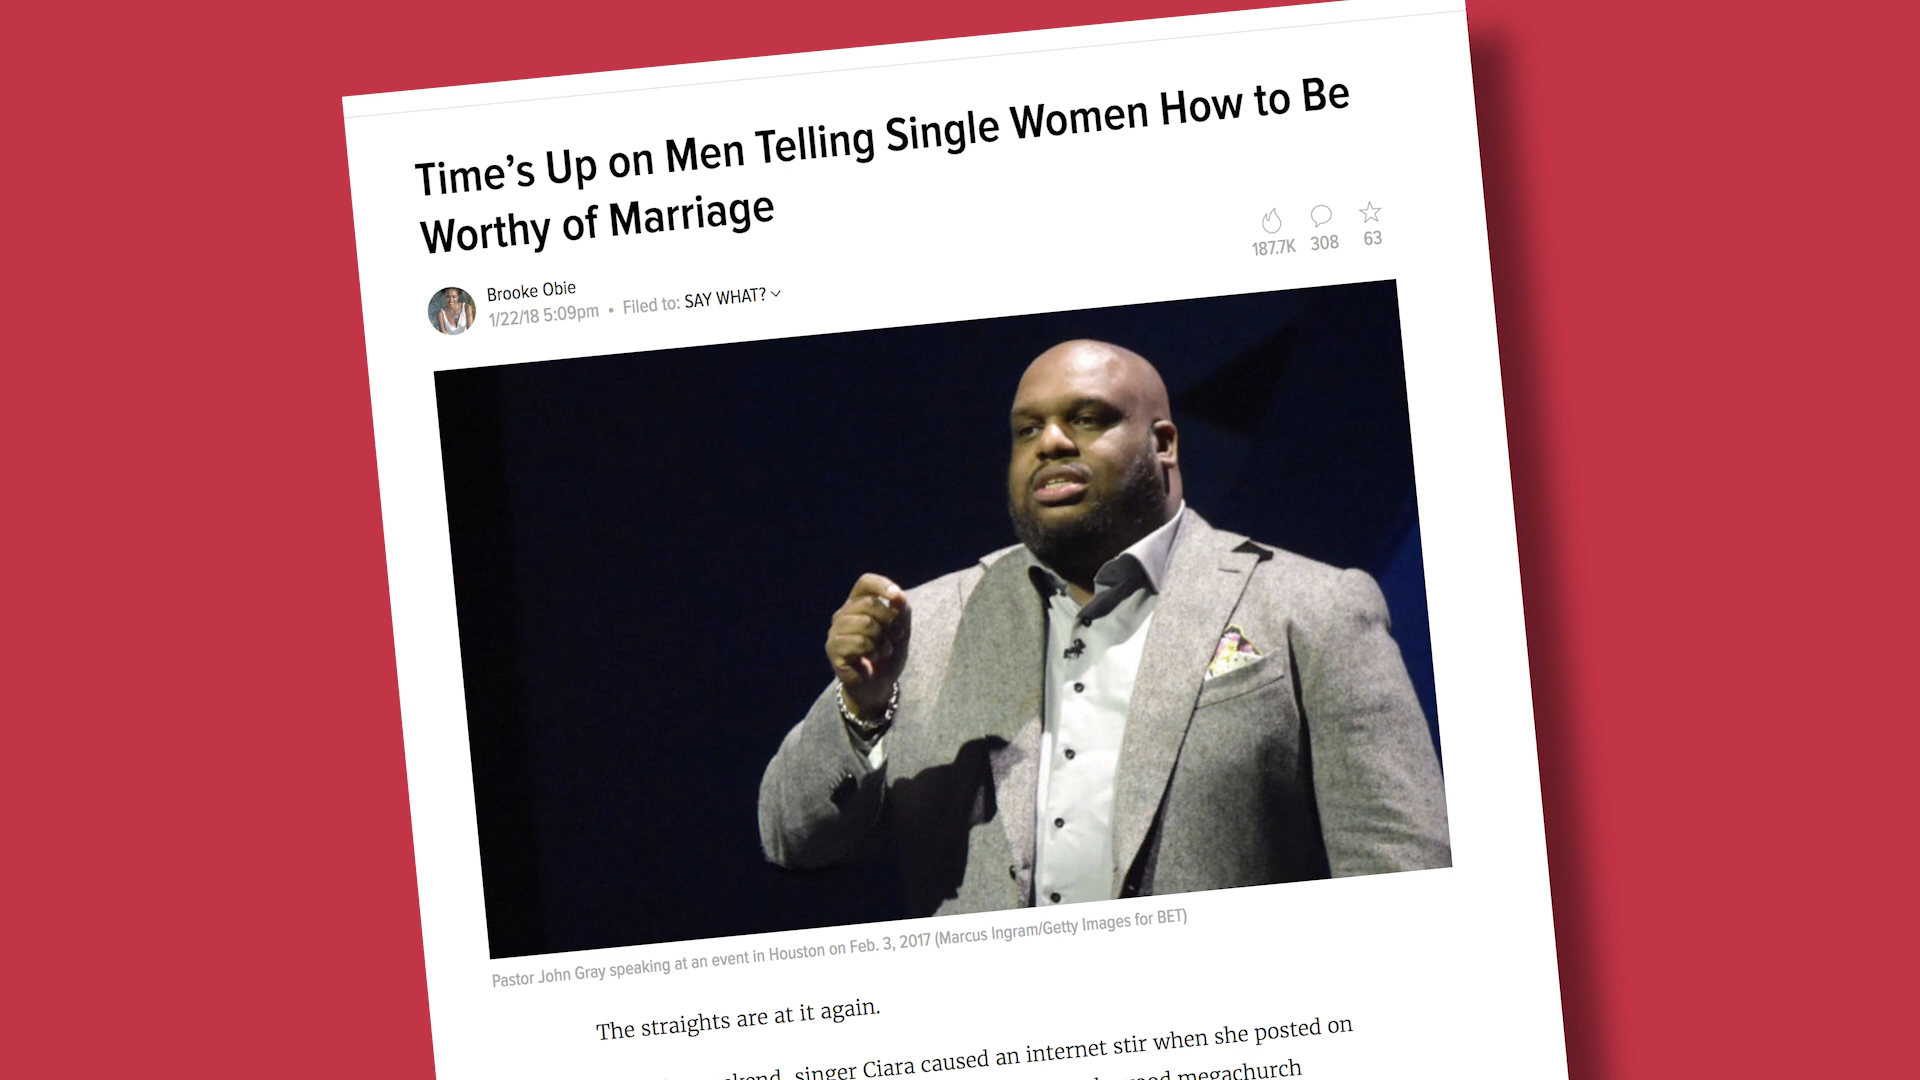 Time’s Up on Men Telling Single Women How to Be
Worthy of Marriage
187.7K 308 63
Brooke Obie
1/22/18 5:09pm • Filed to: SAY WHAT?
Pastor John Gray speaking at an event in Houston on Feb. 3, 2017 (Marcus Ingram/Getty Images for BET)
The straights are at it again.
singer Ciara caused an internet stir when she posted on
megachurch